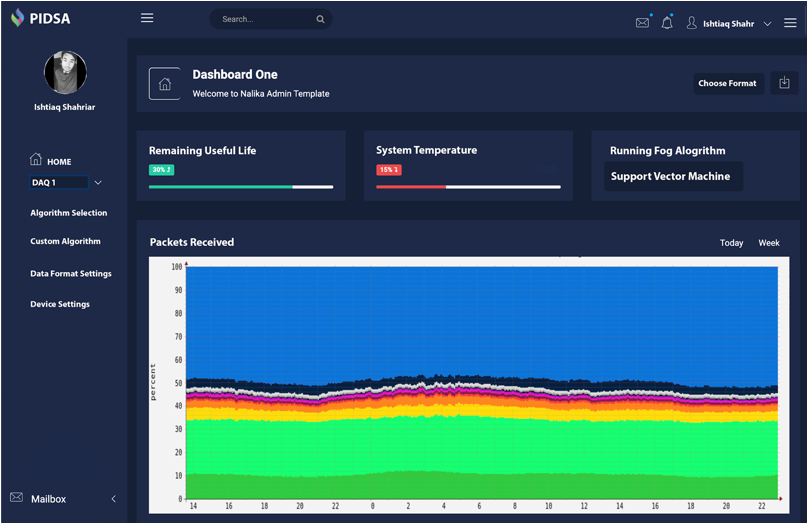 PIDSA
Search...
Ishtiaq Shahr
Ishtiaq Shahriar
HOME
DAQ 1
Algorithm Selection
Custom Algorithm
Data Format Settings
Device Settings
Mailbox
Dashboard One
Welcome to Nalika Admin Template
Choose Format
Remaining Useful Life
30%
System Temperature
15%
Running Fog Alogrithm
Support Vector Machine
Packets Received
Today Week
percent
100
90
80
70
60
50
40
30
20
10
0
14 16 18 20 22 0 2 4 6 8 10 12 14 16 18 20 22